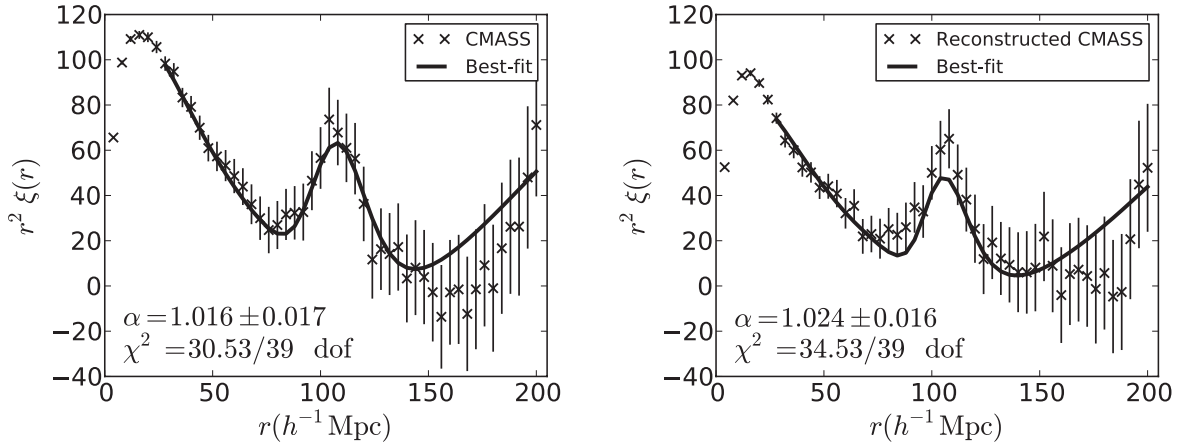 120
100
80
60
40
20
0
−20
−40
r² ξ(r)
CMASS
Best-fit
α=1.016±0.017
χ² =30.53/39 dof
0 50 100 150 200
r(h⁻¹ Mpc)
120
100
80
60
40
20
0
−20
−40
r² ξ(r)
Reconstructed CMASS
Best-fit
α=1.024±0.016
χ² =34.53/39 dof
0 50 100 150 200
r(h⁻¹ Mpc)